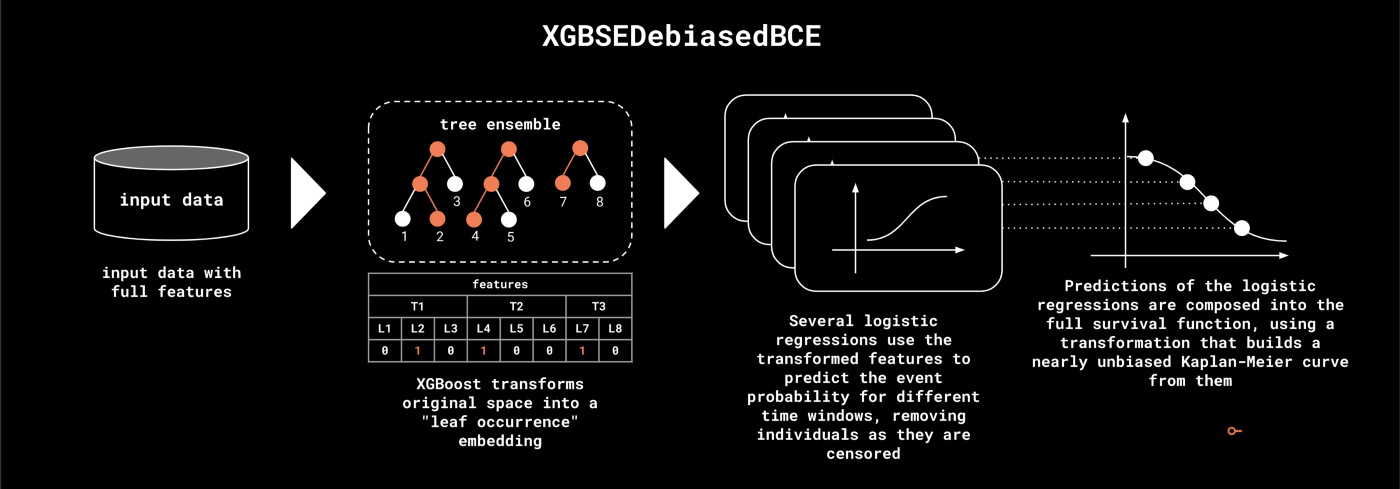 XGBSEDebiasedBCE
input data
input data with
full features
tree ensemble
3 6 7 8
1 2 4 5
features
T1 T2 T3
L1 L2 L3 L4 L5 L6 L7 L8
0 1 0 1 0 0 1 0
XGBoost transforms
original space into a
"leaf occurrence"
embedding
Several logistic
regressions use the
transformed features to
predict the event
probability for different
time windows, removing
individuals as they are
censored
Predictions of the logistic
regressions are composed into the
full survival function, using a
transformation that builds a
nearly unbiased Kaplan-Meier curve
from them